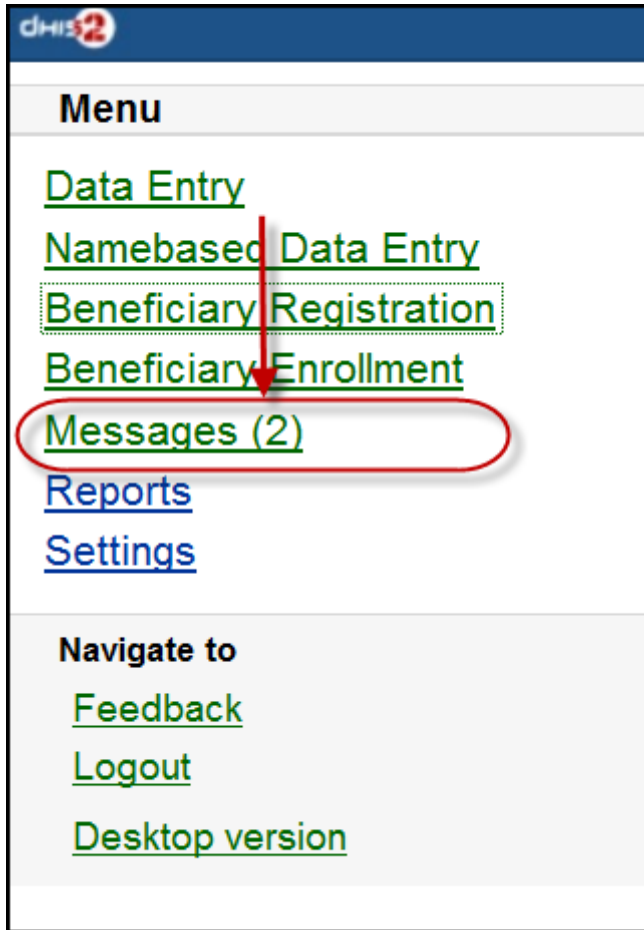 dHIS2
Menu
Data Entry
Namebased Data Entry
Beneficiary Registration
Beneficiary Enrollment
Messages (2)
Reports
Settings
Navigate to
Feedback
Logout
Desktop version